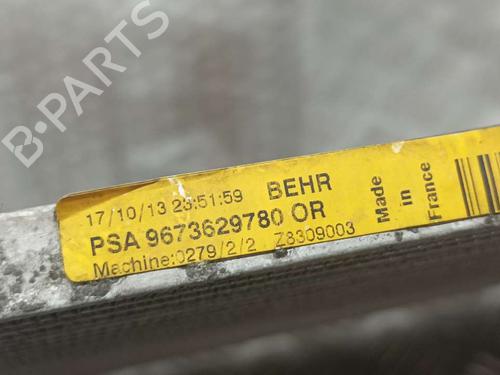 B-PARTS
17/10/13 23:51:59 BEHR
PSA 9673629780 OR
Machine:0279/2/2 Z8309003
Made
in
France